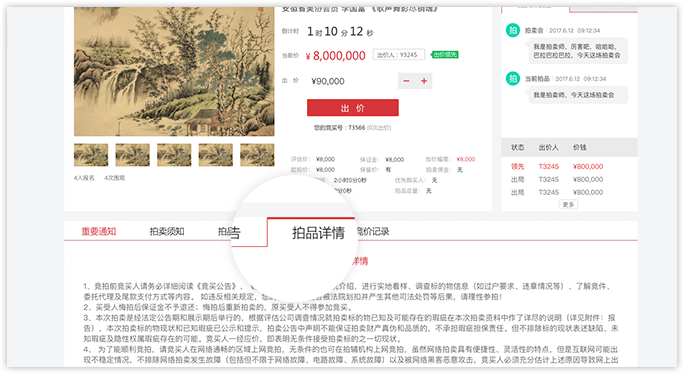 安徽省美协会员 李国富 《歌声舞影尽销魂》
倒计时 1 时 10 分 12 秒
当前价 ¥ 8,000,000 出价人：Y3245 出价领先
出 价 ¥90,000 − +
出 价
您的竞买号：T3566 (0次出价)
4人报名 4次围观
评估价： ¥8,000 保证金： ¥8,000 加价幅度： ¥8,000
起拍价： ¥8,000 保留价： 有 拍卖佣金： 无
2小时0分0秒 优先购买人： 无
0分0秒 拍品总量： 无
拍 拍卖会 2017.6.12 09:12:34
我是拍卖师，厉害吧，哈哈哈，
巴拉巴拉巴拉，今天这场拍卖会
拍 当前拍品 2017.6.12 09:12:34
我是拍卖师，今天这场拍卖会
状态 出价人 价钱
领先 T3245 ¥800,000
出局 T3245 ¥800,000
出局 T3245 ¥800,000
更多
重要通知 拍卖须知 拍品 告 拍品详情 竞价记录
详情
1、竞拍前竞买人请务必详细阅读《竞买公告》、 介绍，进行实地看样、调查标的物信息（如过户要求、违章情况等）、了解竞件、
委托代理及尾款支付方式等内容。 如违反相关规定， 会被法院划扣并产生其他司法处罚等后果，请理性参拍！
2、买受人悔拍后保证金不予退还；悔拍后重新拍卖的，原买受人不得参加竞买。
3、本次拍卖是经法定公告期和展示期后举行的，根据评估公司调查情况就拍卖标的物已知及可能存在的瑕疵在本次拍卖资料中作了详尽的说明（详见附件：报
告），本次拍卖标的物现状和已知瑕疵已公示和提示，拍卖公告中声明不能保证拍卖财产真伪和品质的，不承担瑕疵担保责任。但不排除标的现状表述缺陷、未
知瑕疵及隐性权属瑕疵存在的可能，竞买人一经应价，即表明无条件接受拍卖标的之一切现状。
4、 为了能顺利竞拍，请竞买人在网络通畅的区域上网竞拍，无条件的也可在拍辅机构上网竞拍，虽然网络拍卖具有便捷性、灵活性的特点，但是互联网可能出
现不稳定情况，不排除网络拍卖发生故障（包括但不限于网络故障、电路故障、系统故障）以及被网络黑客恶意攻击，竞买人必须充分估计上述原因导致网上出